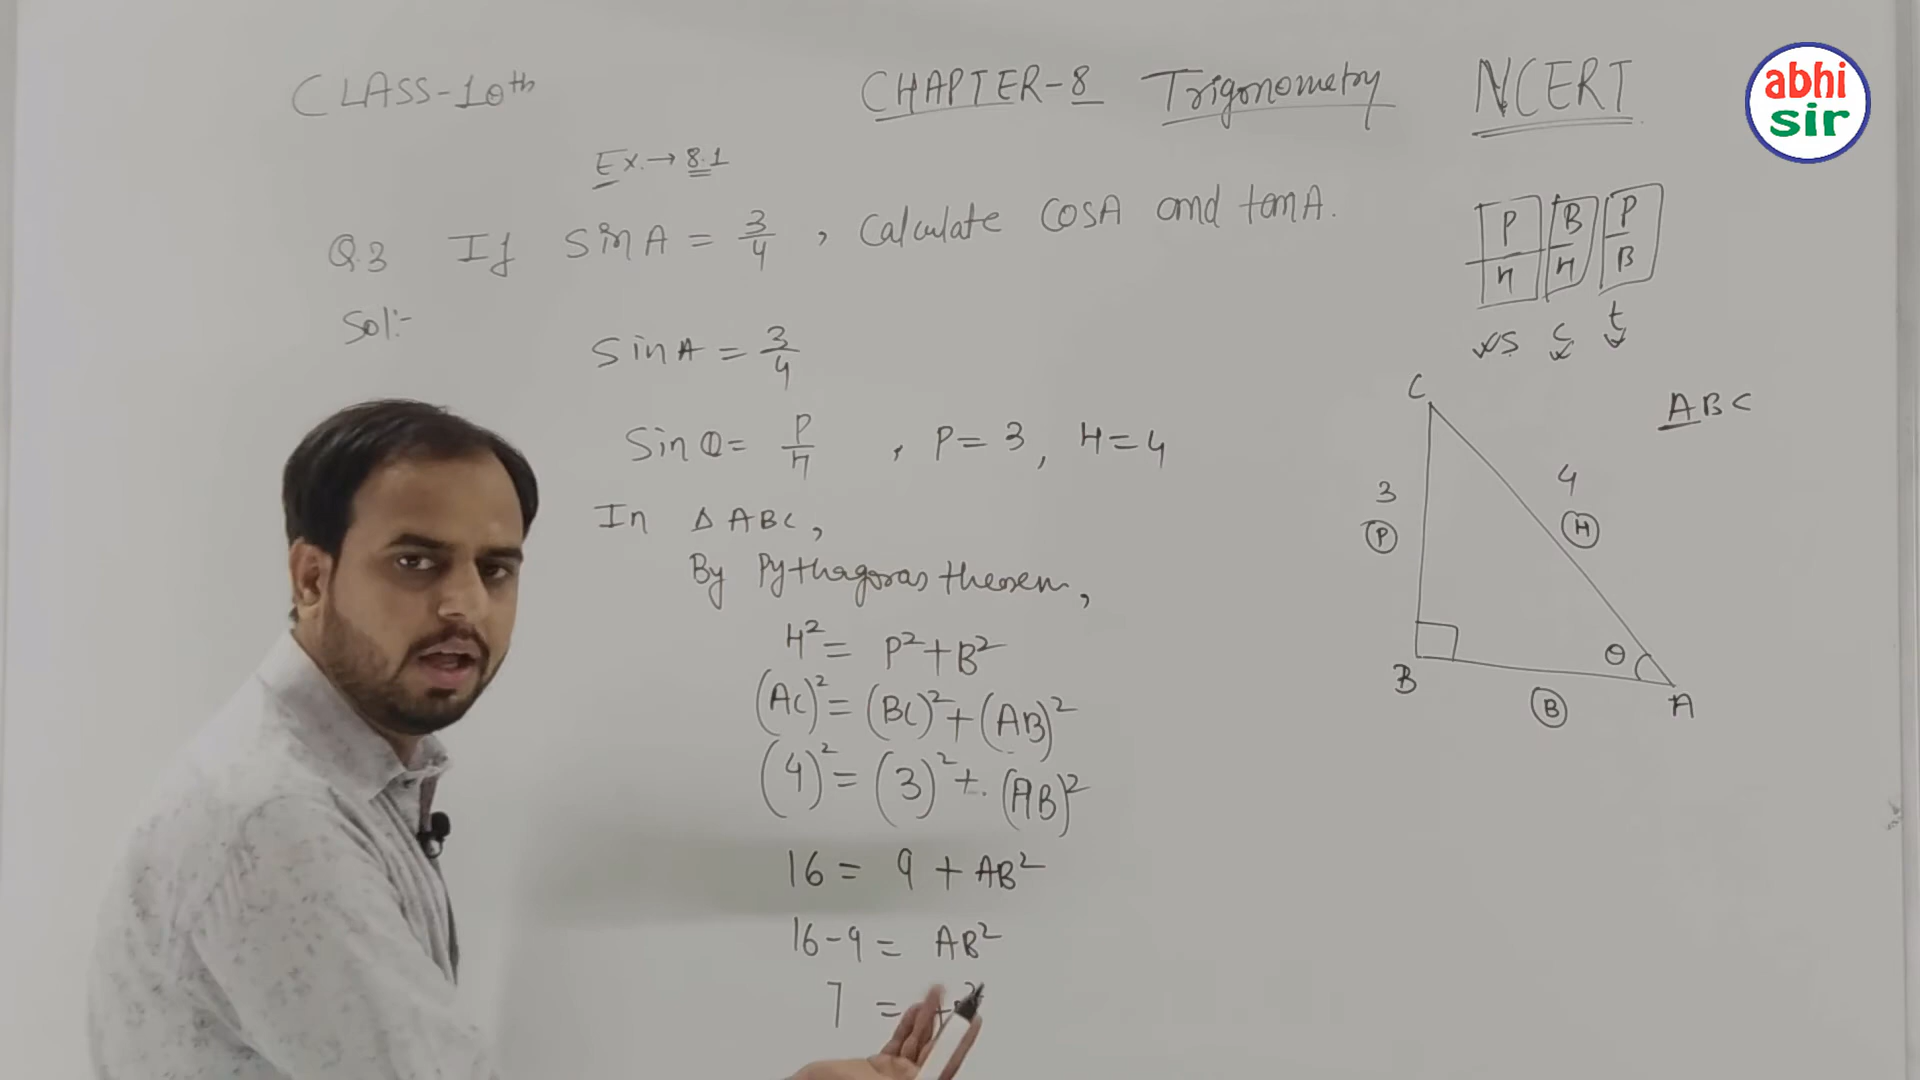 CLASS-10th
CHAPTER-8 Trigonometry NCERT
abhi
sir
Ex.→8.1
Q.3 If sinA = 3/4 , Calculate COSA and tanA.
Sol:-
P/H B/H P/B
S C t
sinA = 3/4
Sin θ = P/H , P = 3, H = 4
In Δ ABC,
By Pythagoras theorem,
H² = P² + B²
(AC)² = (BC)² + (AB)²
(4)² = (3)² + (AB)²
16 = 9 + AB²
16-9 = AB²
7 =
ABC
C
3
P
4
H
B
θ
B
A